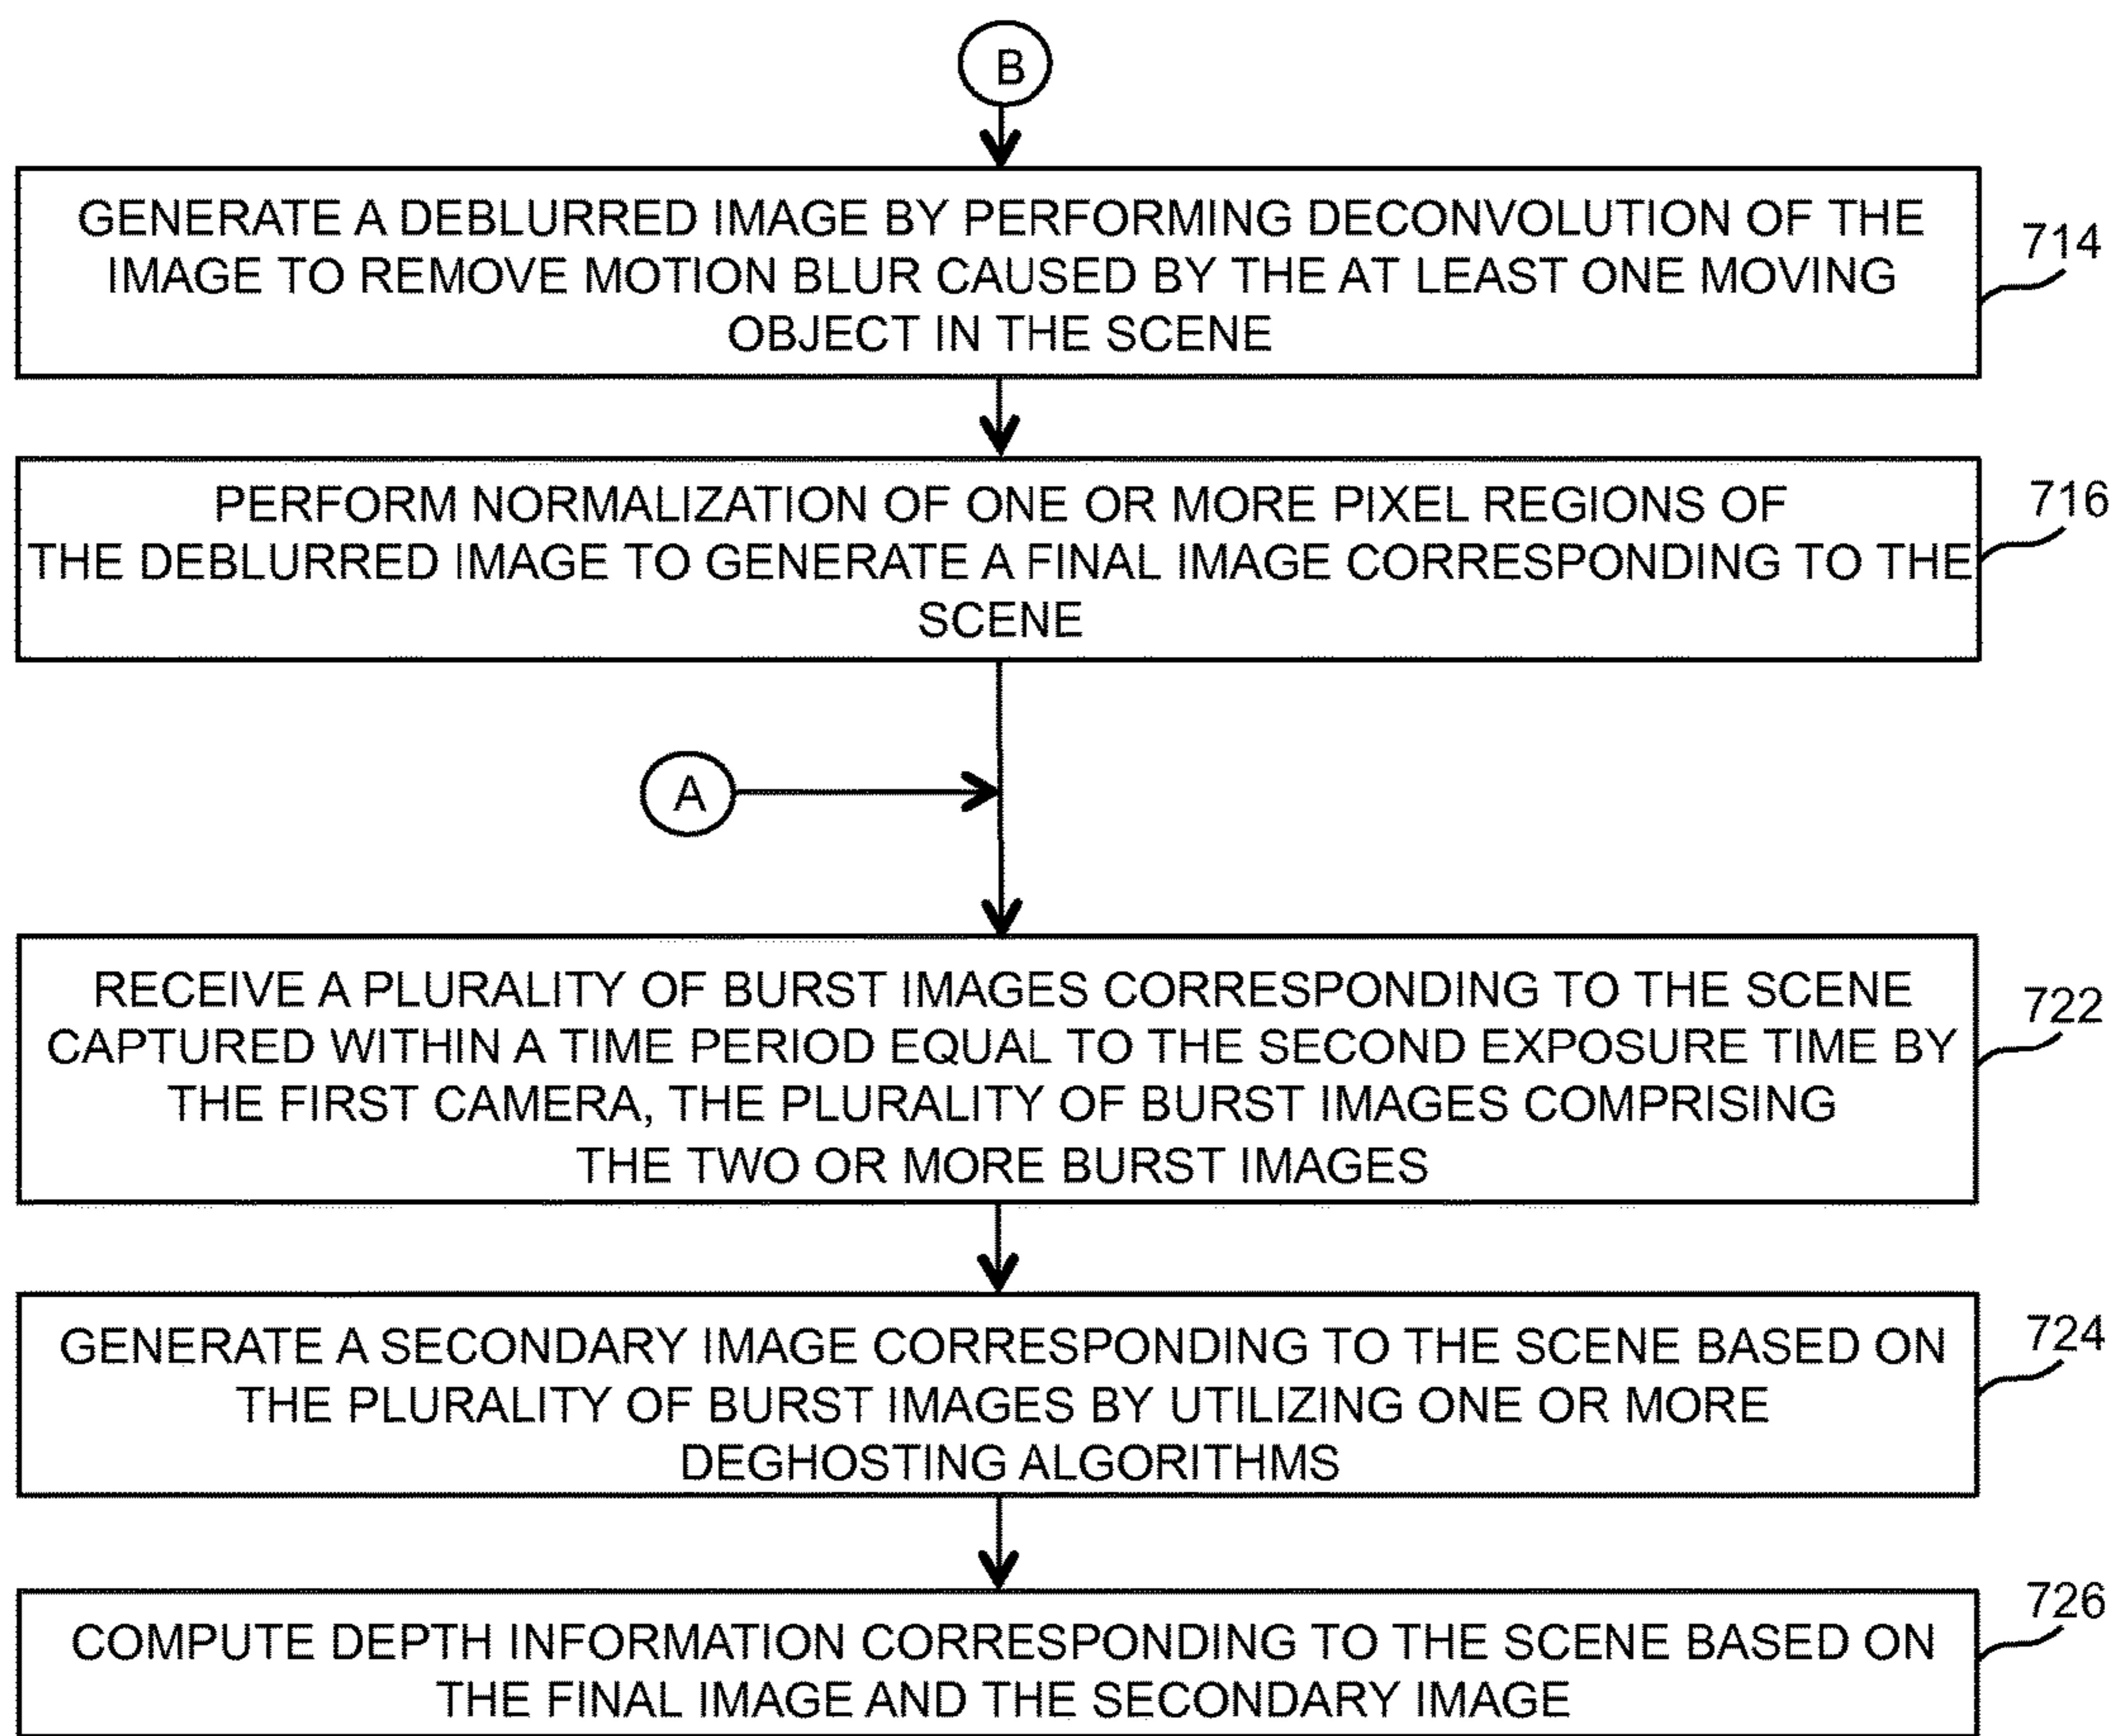 B
GENERATE A DEBLURRED IMAGE BY PERFORMING DECONVOLUTION OF THE
IMAGE TO REMOVE MOTION BLUR CAUSED BY THE AT LEAST ONE MOVING
OBJECT IN THE SCENE
714
PERFORM NORMALIZATION OF ONE OR MORE PIXEL REGIONS OF
THE DEBLURRED IMAGE TO GENERATE A FINAL IMAGE CORRESPONDING TO THE
SCENE
716
A
RECEIVE A PLURALITY OF BURST IMAGES CORRESPONDING TO THE SCENE
CAPTURED WITHIN A TIME PERIOD EQUAL TO THE SECOND EXPOSURE TIME BY
THE FIRST CAMERA, THE PLURALITY OF BURST IMAGES COMPRISING
THE TWO OR MORE BURST IMAGES
722
GENERATE A SECONDARY IMAGE CORRESPONDING TO THE SCENE BASED ON
THE PLURALITY OF BURST IMAGES BY UTILIZING ONE OR MORE
DEGHOSTING ALGORITHMS
724
COMPUTE DEPTH INFORMATION CORRESPONDING TO THE SCENE BASED ON
THE FINAL IMAGE AND THE SECONDARY IMAGE
726